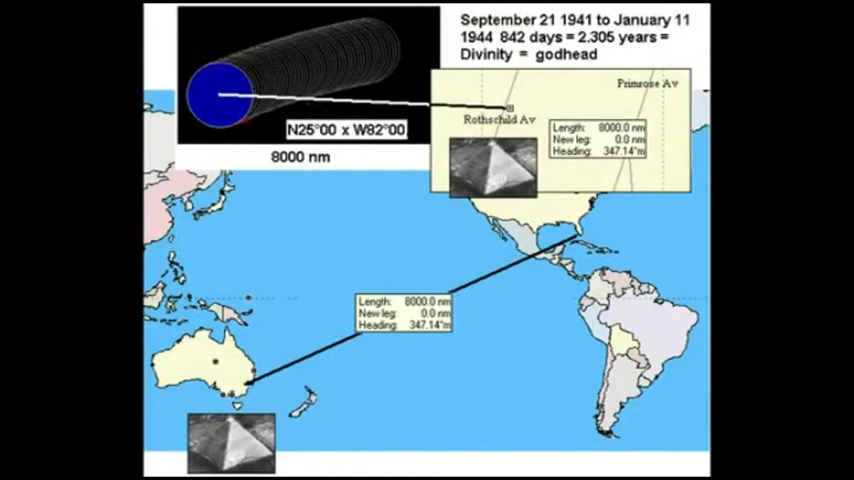 September 21 1941 to January 11
1944 842 days = 2.305 years =
Divinity = godhead
N25°00 x W82°00
8000 nm
Primrose Av
Rothschild Av
Length: 8000.0 nm
New leg: 0.0 nm
Heading: 347.14°m
Length: 8000.0 nm
New leg: 0.0 nm
Heading: 347.14°m